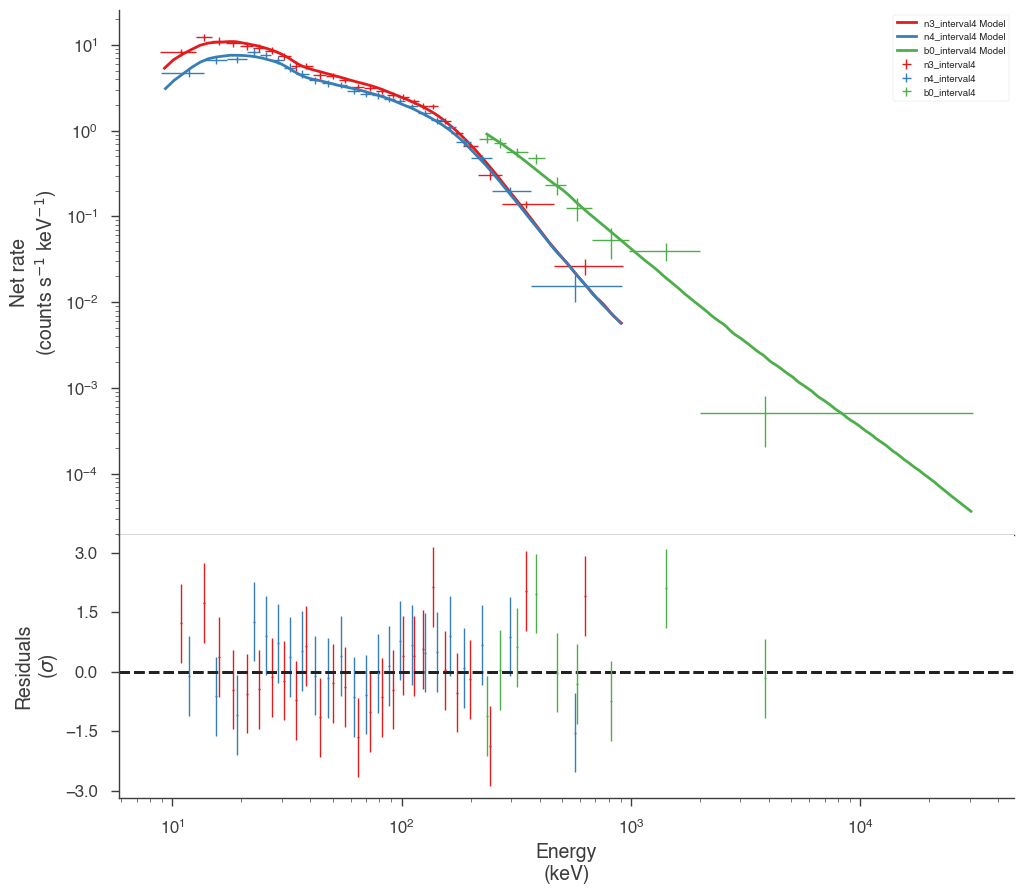 n3_interval4 Model
n4_interval4 Model
b0_interval4 Model
n3_interval4
n4_interval4
b0_interval4
10¹
10⁰
10⁻¹
10⁻²
10⁻³
10⁻⁴
Net rate
(counts s⁻¹ keV⁻¹)
3.0
1.5
0.0
−1.5
−3.0
Residuals
(σ)
10¹ 10² 10³ 10⁴
Energy
(keV)